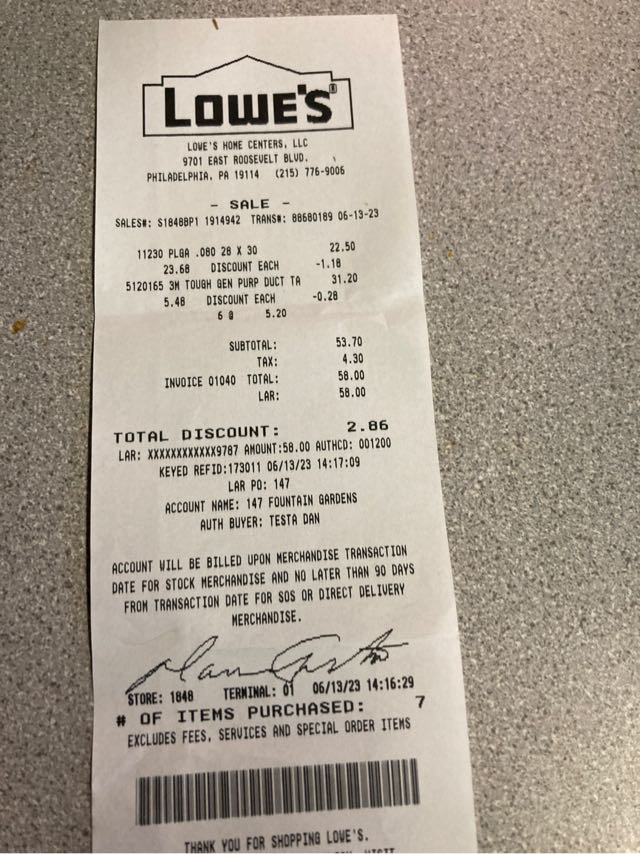 LOWE'S®
LOWE'S HOME CENTERS, LLC
9701 EAST ROOSEVELT BLVD.
PHILADELPHIA, PA 19114 (215) 776-9006
- SALE -
SALES#: S1848BP1 1914942 TRANS#: 88680189 06-13-23
11230 PLGA .080 28 X 30 22.50
23.68 DISCOUNT EACH -1.18
5120165 3M TOUGH GEN PURP DUCT TA 31.20
5.48 DISCOUNT EACH -0.28
6 @ 5.20
SUBTOTAL: 53.70
TAX: 4.30
INVOICE 01040 TOTAL: 58.00
LAR: 58.00
TOTAL DISCOUNT: 2.86
LAR: XXXXXXXXXXXX9787 AMOUNT:58.00 AUTHCD: 001200
KEYED REFID:173011 06/13/23 14:17:09
LAR PO: 147
ACCOUNT NAME: 147 FOUNTAIN GARDENS
AUTH BUYER: TESTA DAN
ACCOUNT WILL BE BILLED UPON MERCHANDISE TRANSACTION
DATE FOR STOCK MERCHANDISE AND NO LATER THAN 90 DAYS
FROM TRANSACTION DATE FOR SOS OR DIRECT DELIVERY
MERCHANDISE.
STORE: 1848 TERMINAL: 01 06/13/23 14:16:29
# OF ITEMS PURCHASED: 7
EXCLUDES FEES, SERVICES AND SPECIAL ORDER ITEMS
THANK YOU FOR SHOPPING LOWE'S.